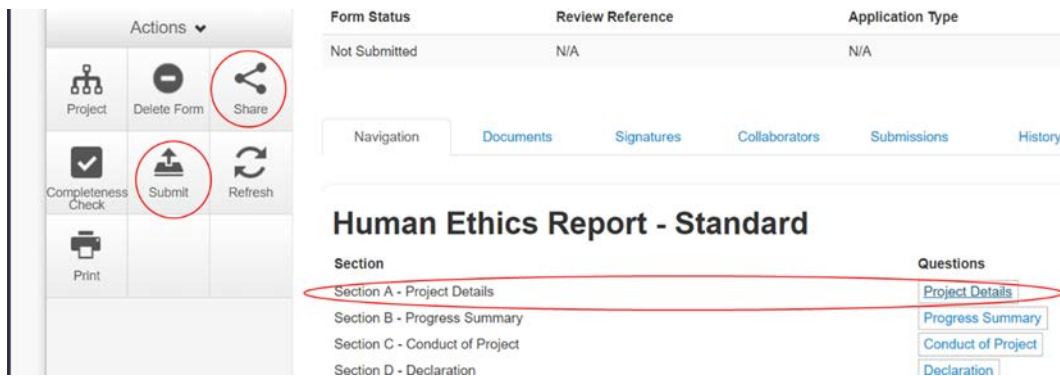 Actions
Project Delete Form Share
Completeness Check Submit Refresh
Print
Form Status Review Reference Application Type
Not Submitted N/A N/A
Navigation Documents Signatures Collaborators Submissions History
Human Ethics Report - Standard
Section Questions
Section A - Project Details Project Details
Section B - Progress Summary Progress Summary
Section C - Conduct of Project Conduct of Project
Section D - Declaration Declaration